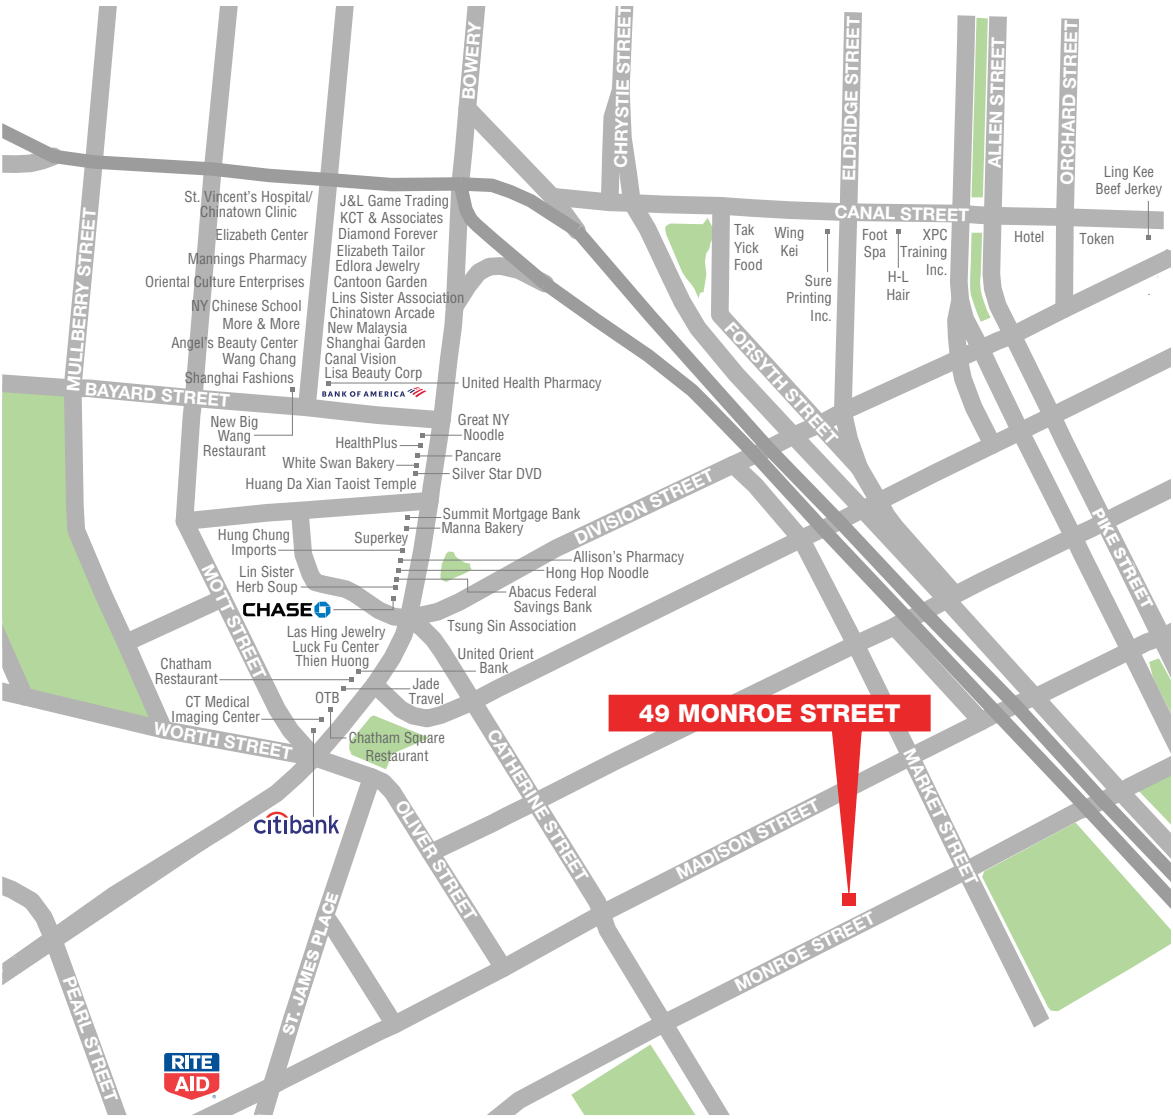 BOWERY
CHRYSTIE STREET
ELDRIDGE STREET
ALLEN STREET
ORCHARD STREET
Ling Kee
Beef Jerkey
CANAL STREET
MULLBERRY STREET
St. Vincent's Hospital/
Chinatown Clinic
Elizabeth Center
Mannings Pharmacy
Oriental Culture Enterprises
NY Chinese School
More & More
Angel's Beauty Center
Wang Chang
Shanghai Fashions
J&L Game Trading
KCT & Associates
Diamond Forever
Elizabeth Tailor
Edlora Jewelry
Cantoon Garden
Lins Sister Association
Chinatown Arcade
New Malaysia
Shanghai Garden
Canal Vision
Lisa Beauty Corp
BANK OF AMERICA
Tak
Yick
Food
Wing
Kei
Sure
Printing
Inc.
Foot
Spa
H-L
Hair
XPC
Training
Inc.
Hotel
Token
FORSYTH STREET
BAYARD STREET
United Health Pharmacy
New Big
Wang
Restaurant
Great NY
Noodle
HealthPlus
Pancare
White Swan Bakery
Silver Star DVD
Huang Da Xian Taoist Temple
DIVISION STREET
PIKE STREET
Summit Mortgage Bank
Manna Bakery
Superkey
Hung Chung
Imports
Allison's Pharmacy
Hong Hop Noodle
Lin Sister
Herb Soup
Abacus Federal
Savings Bank
CHASE
MOTT STREET
Tsung Sin Association
Las Hing Jewelry
Luck Fu Center
Thien Huong
United Orient
Bank
Chatham
Restaurant
Jade
Travel
OTB
CT Medical
Imaging Center
WORTH STREET
Chatham Square
Restaurant
49 MONROE STREET
CATHERINE STREET
MARKET STREET
citibank
OLIVER STREET
MADISON STREET
ST. JAMES PLACE
MONROE STREET
PEARL STREET
RITE
AID